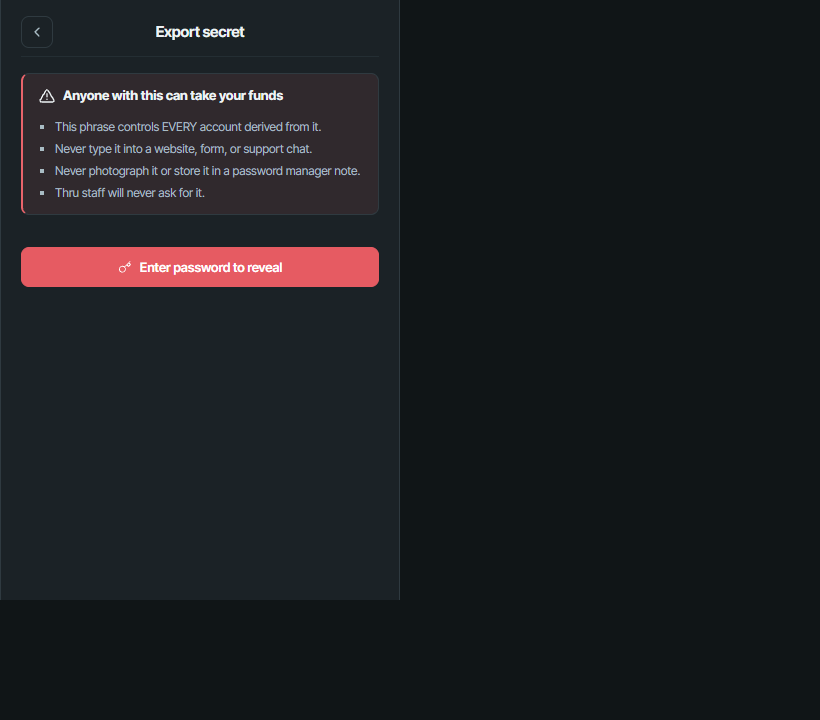 Export secret
Anyone with this can take your funds
This phrase controls EVERY account derived from it.
Never type it into a website, form, or support chat.
Never photograph it or store it in a password manager note.
Thru staff will never ask for it.
Enter password to reveal